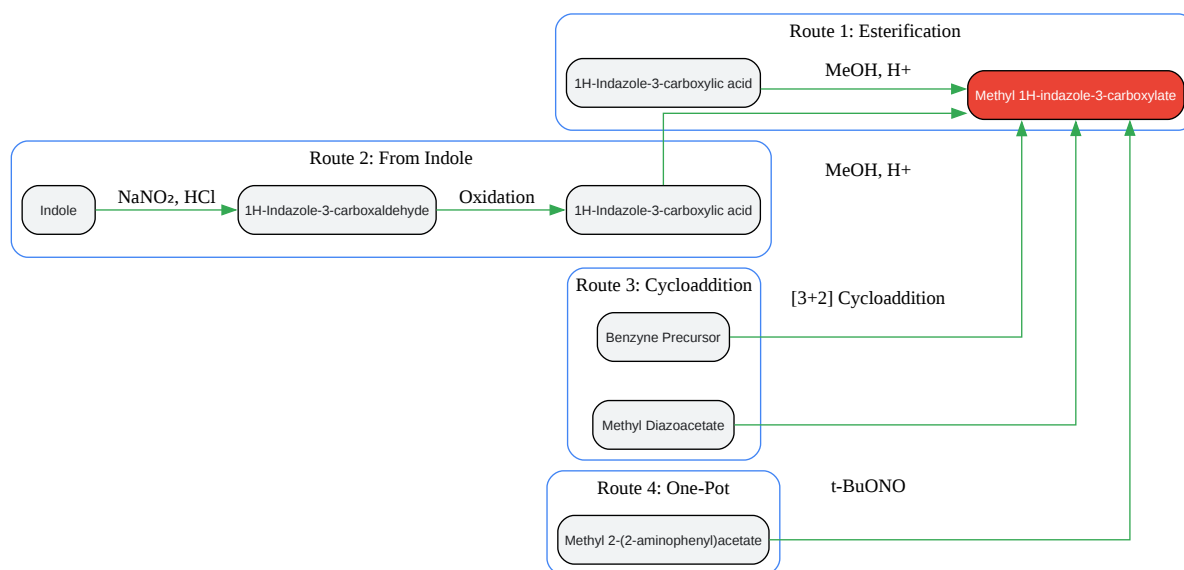 Route 1: Esterification
1H-Indazole-3-carboxylic acid
MeOH, H+
Methyl 1H-indazole-3-carboxylate
Route 2: From Indole
MeOH, H+
Indole
NaNO₂, HCl
1H-Indazole-3-carboxaldehyde
Oxidation
1H-Indazole-3-carboxylic acid
Route 3: Cycloaddition
[3+2] Cycloaddition
Benzyne Precursor
Methyl Diazoacetate
Route 4: One-Pot
t-BuONO
Methyl 2-(2-aminophenyl)acetate